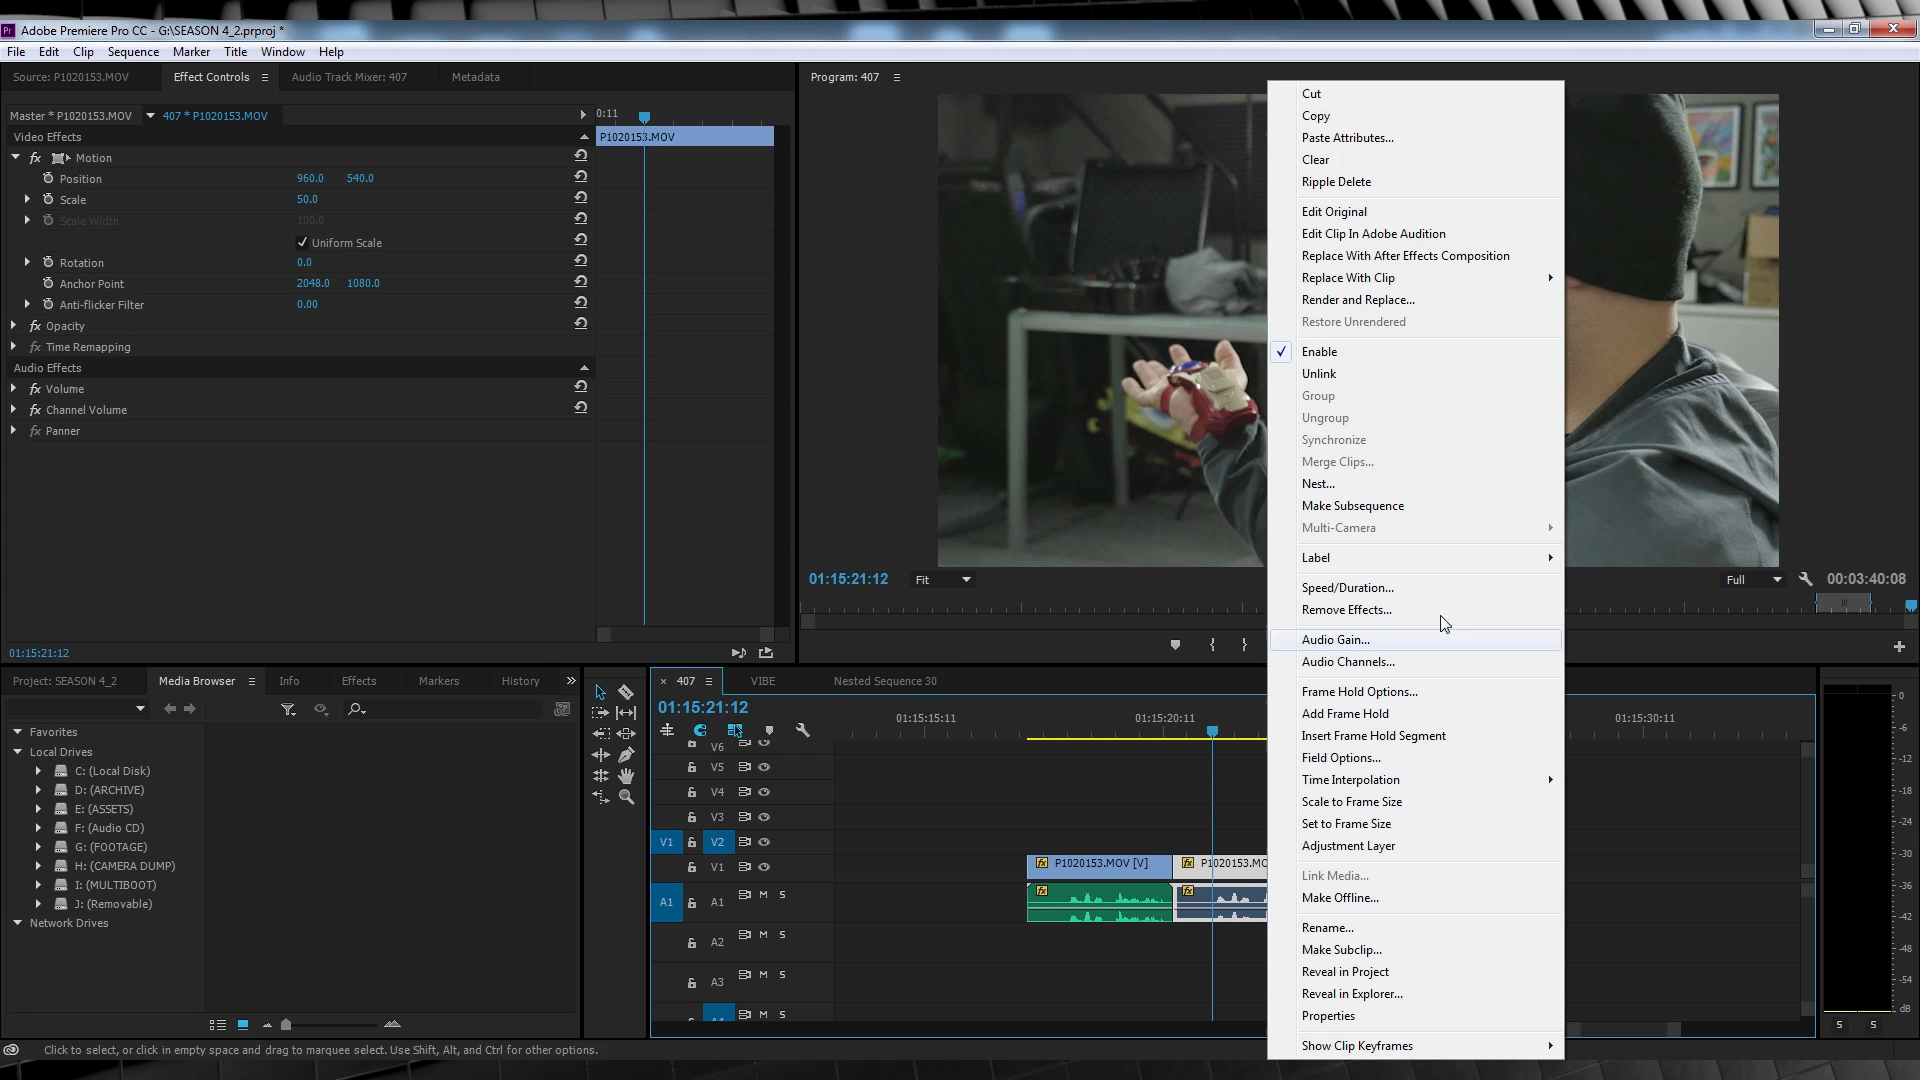 Adobe Premiere Pro CC - G:\SEASON 4_2.prproj *
File Edit Clip Sequence Marker Title Window Help
Source: P1020153.MOV Effect Controls Audio Track Mixer: 407 Metadata
Master * P1020153.MOV 407 * P1020153.MOV
0:11
P1020153.MOV
Video Effects
fx Motion
Position 960.0 540.0
Scale 50.0
Scale Width 100.0
Uniform Scale
Rotation 0.0
Anchor Point 2048.0 1080.0
Anti-flicker Filter 0.00
fx Opacity
fx Time Remapping
Audio Effects
fx Volume
fx Channel Volume
fx Panner
01:15:21:12
Program: 407
01:15:21:12 Fit
Full 00:03:40:08
Cut
Copy
Paste Attributes...
Clear
Ripple Delete
Edit Original
Edit Clip In Adobe Audition
Replace With After Effects Composition
Replace With Clip
Render and Replace...
Restore Unrendered
Enable
Unlink
Group
Ungroup
Synchronize
Merge Clips...
Nest...
Make Subsequence
Multi-Camera
Label
Speed/Duration...
Remove Effects...
Audio Gain...
Audio Channels...
Frame Hold Options...
Add Frame Hold
Insert Frame Hold Segment
Field Options...
Time Interpolation
Scale to Frame Size
Set to Frame Size
Adjustment Layer
Link Media...
Make Offline...
Rename...
Make Subclip...
Reveal in Project
Reveal in Explorer...
Properties
Show Clip Keyframes
Project: SEASON 4_2 Media Browser Info Effects Markers History
Favorites
Local Drives
C: (Local Disk)
D: (ARCHIVE)
E: (ASSETS)
F: (Audio CD)
G: (FOOTAGE)
H: (CAMERA DUMP)
I: (MULTIBOOT)
J: (Removable)
Network Drives
407 VIBE Nested Sequence 30
01:15:21:12
01:15:15:11 01:15:20:11 01:15:30:11
V6
V5
V4
V3
V1 V2
V1
fx P1020153.MOV [V] fx P1020153.MO
A1 A1 M S
fx fx
A2 M S
A3 M S
M S
0
-6
-12
-18
-24
-30
-36
-42
-48
-54
dB
S S
Click to select, or click in empty space and drag to marquee select. Use Shift, Alt, and Ctrl for other options.